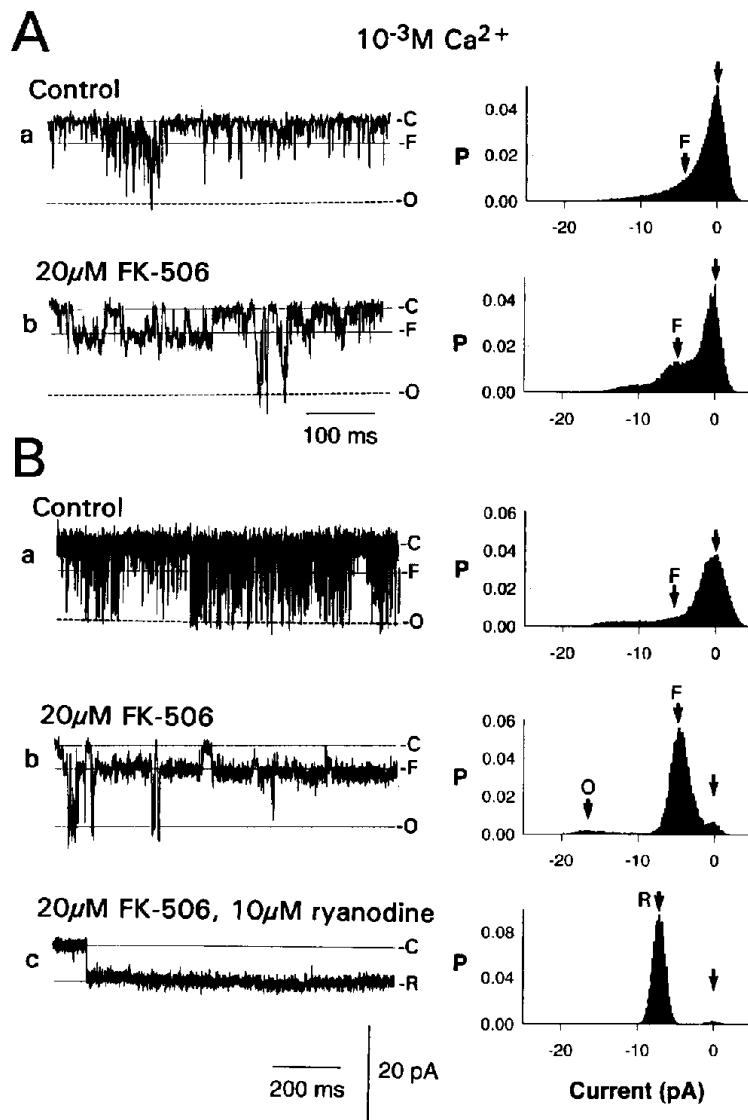 A
10⁻³M Ca²⁺
Control
a
-C
-F
-O
P
0.04
0.02
0.00
F
-20
-10
0
20μM FK-506
b
-C
-F
-O
100 ms
P
0.04
0.02
0.00
F
-20
-10
0
B
Control
a
-C
-F
-O
P
0.06
0.04
0.02
0.00
F
-20
-10
0
20μM FK-506
b
-C
-F
-O
P
0.06
0.04
0.02
0.00
O
F
-20
-10
0
20μM FK-506, 10μM ryanodine
c
-C
-R
200 ms
20 pA
P
0.08
0.04
0.00
R
-20
-10
0
Current (pA)